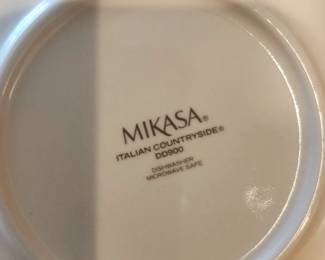 MIKASA®
ITALIAN COUNTRYSIDE®
DD900
DISHWASHER
MICROWAVE SAFE